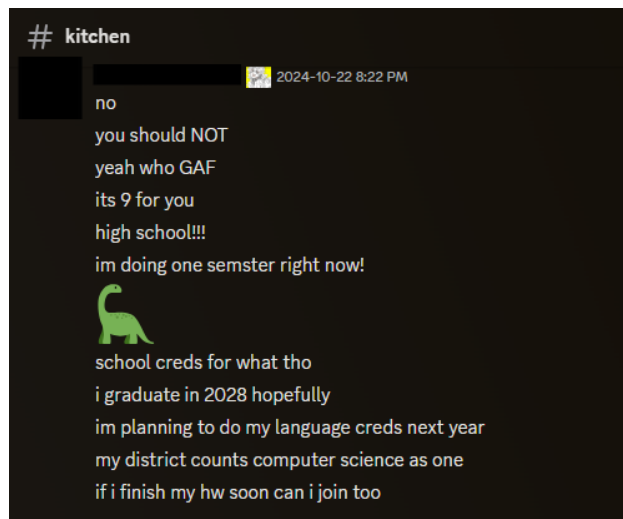 # kitchen
2024-10-22 8:22 PM
no
you should NOT
yeah who GAF
its 9 for you
high school!!!
im doing one semster right now!
school creds for what tho
i graduate in 2028 hopefully
im planning to do my language creds next year
my district counts computer science as one
if i finish my hw soon can i join too